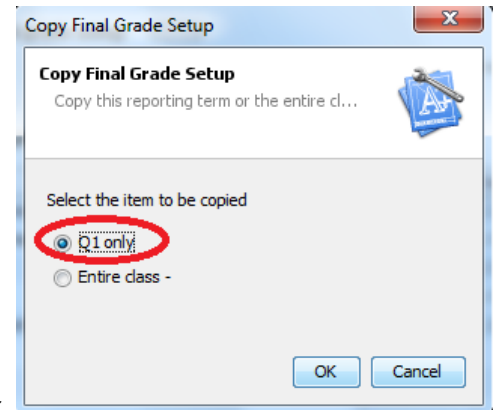 Copy Final Grade Setup
X
Copy Final Grade Setup
Copy this reporting term or the entire cl...
A+
Select the item to be copied
Q1 only
Entire class -
OK Cancel